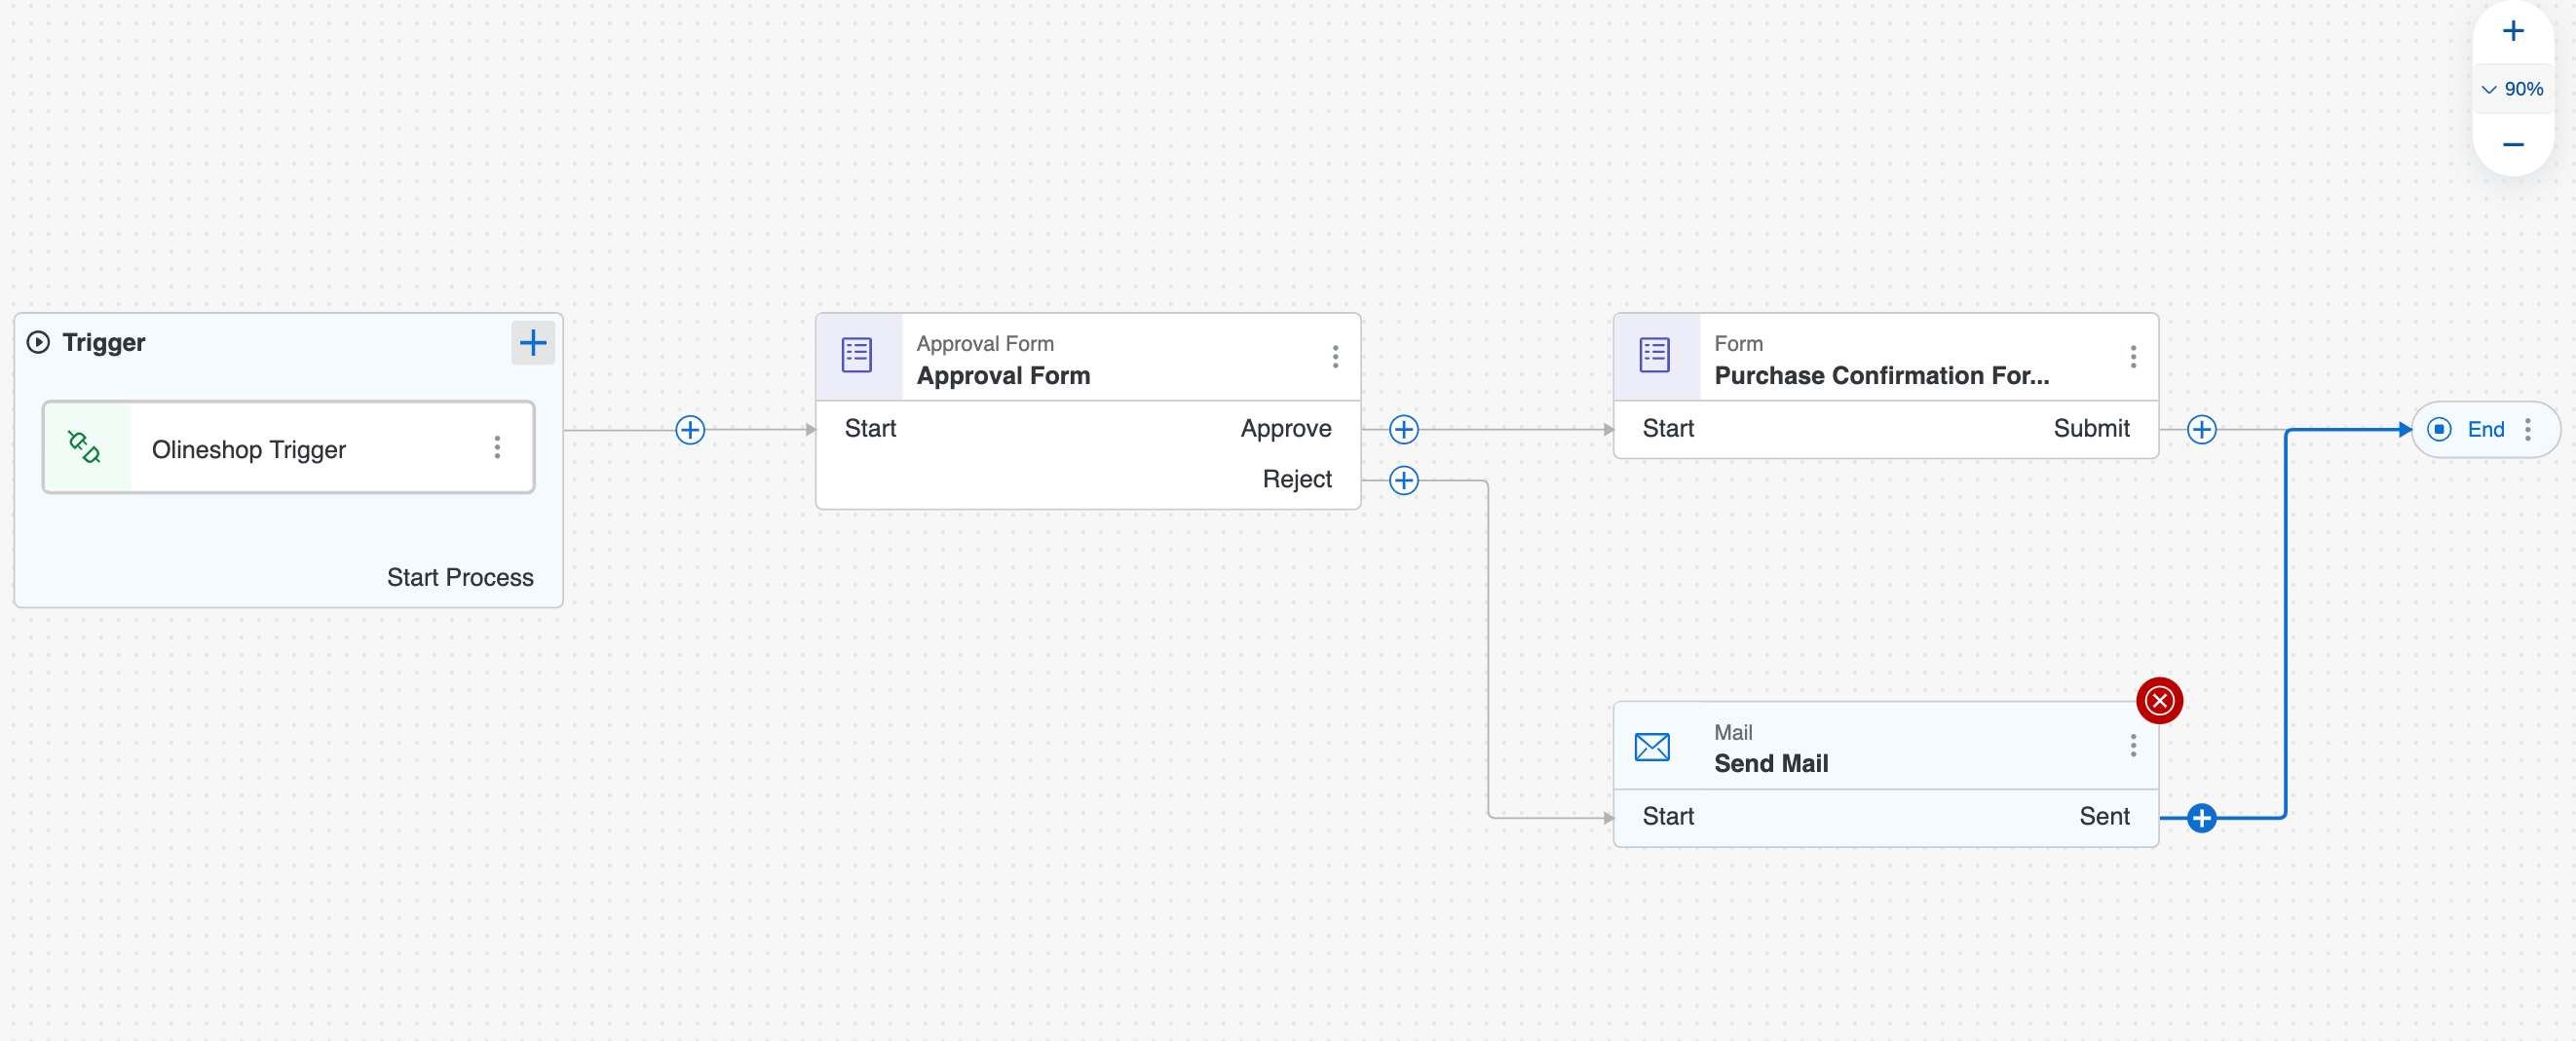 90%
Trigger
Olineshop Trigger
Start Process
Approval Form
Approval Form
Start Approve
Reject
Form
Purchase Confirmation For...
Start Submit
End
Mail
Send Mail
Start Sent